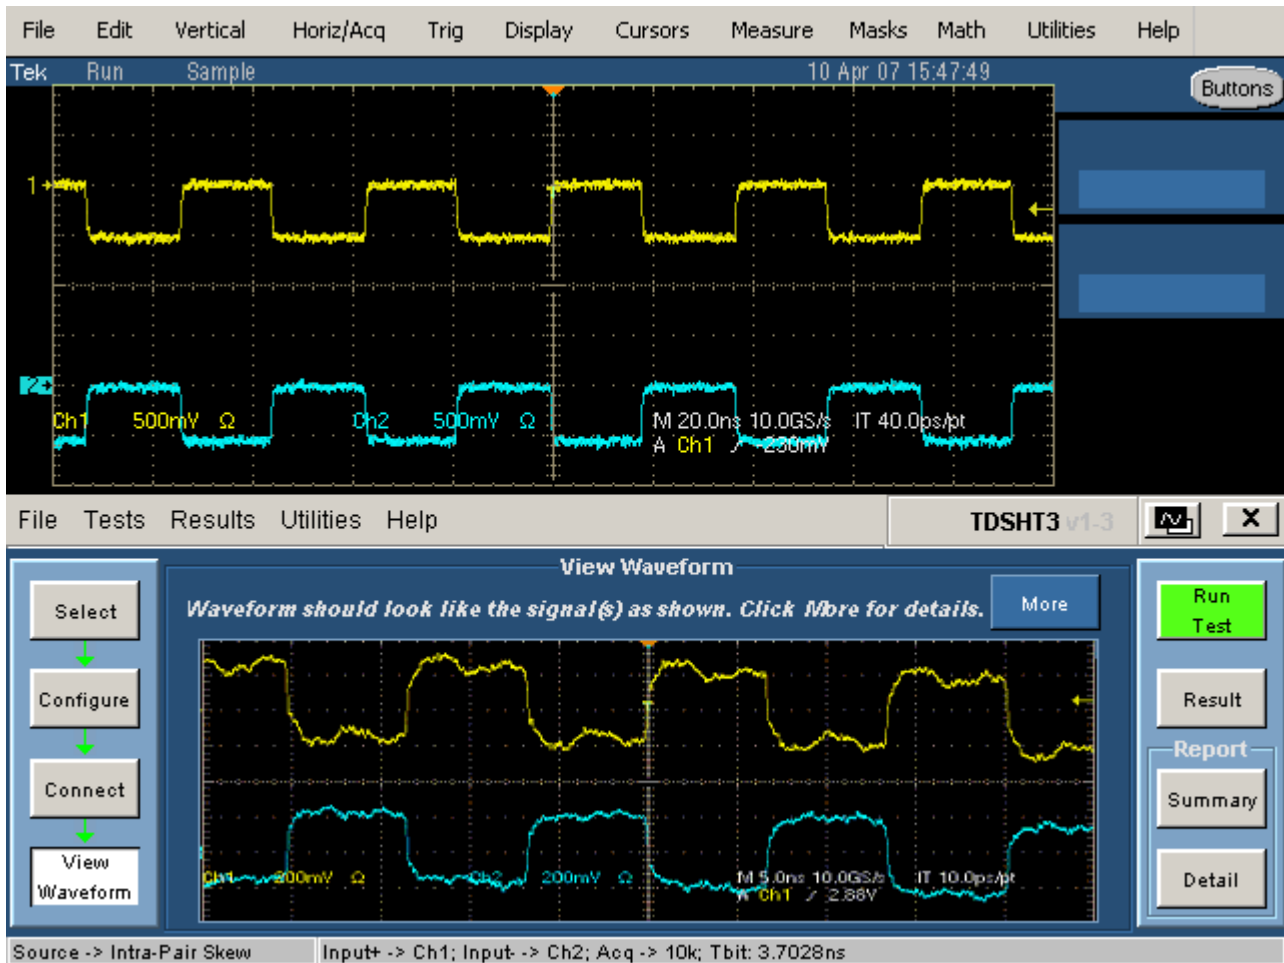 File Edit Vertical Horiz/Acq Trig Display Cursors Measure Masks Math Utilities Help
Tek Run Sample 10 Apr 07 15:47:49
Buttons
1
2
Ch1 500mV Ω Ch2 500mV Ω M 20.0ns 10.0GS/s IT 40.0ps/pt
A Ch1 -230mV
File Tests Results Utilities Help TDSHT3 v1-3
View Waveform
Waveform should look like the signal(s) as shown. Click More for details.
More
Select
Configure
Connect
View
Waveform
Ch1 200mV Ω Ch2 200mV Ω M 5.0ns 10.0GS/s IT 10.0ps/pt
A Ch1 2.88V
Run
Test
Result
Report
Summary
Detail
Source -> Intra-Pair Skew Input+ -> Ch1; Input- -> Ch2; Acq -> 10k; Tbit: 3.7028ns